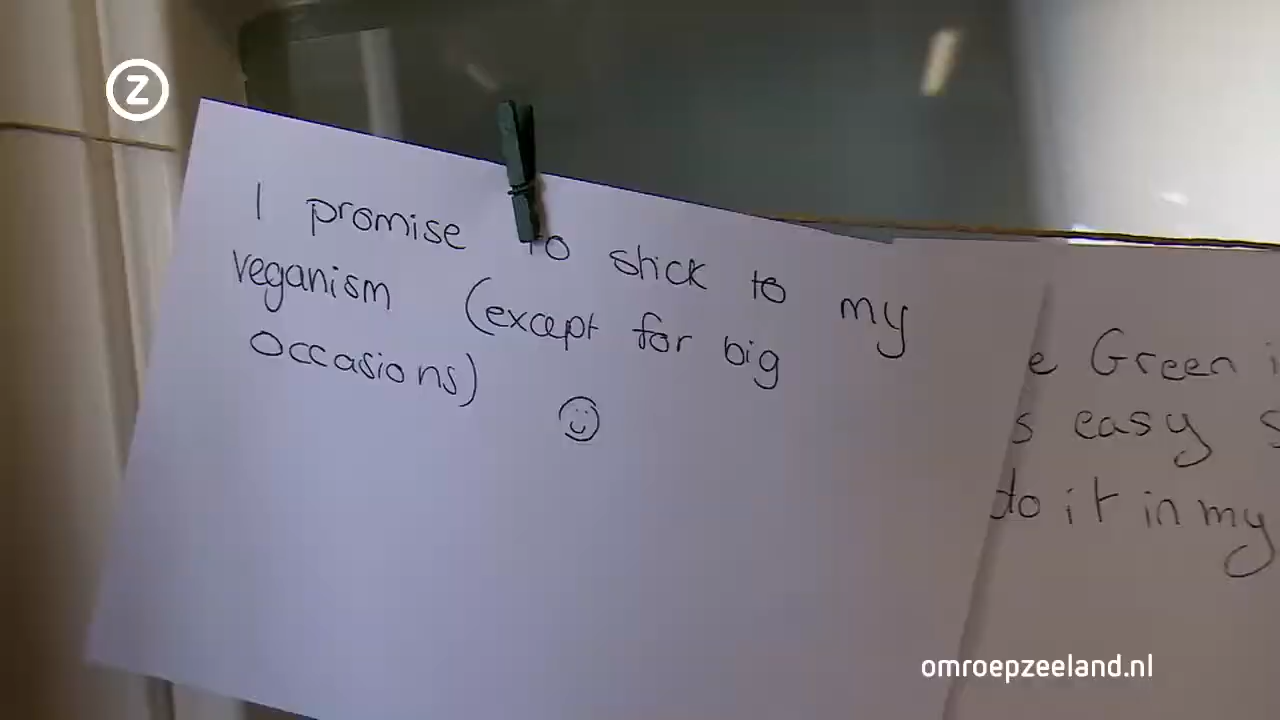 Z
I promise to stick to my
veganism (except for big
occasions)
e Green i
s easy s
do it in my
omroepzeeland.nl